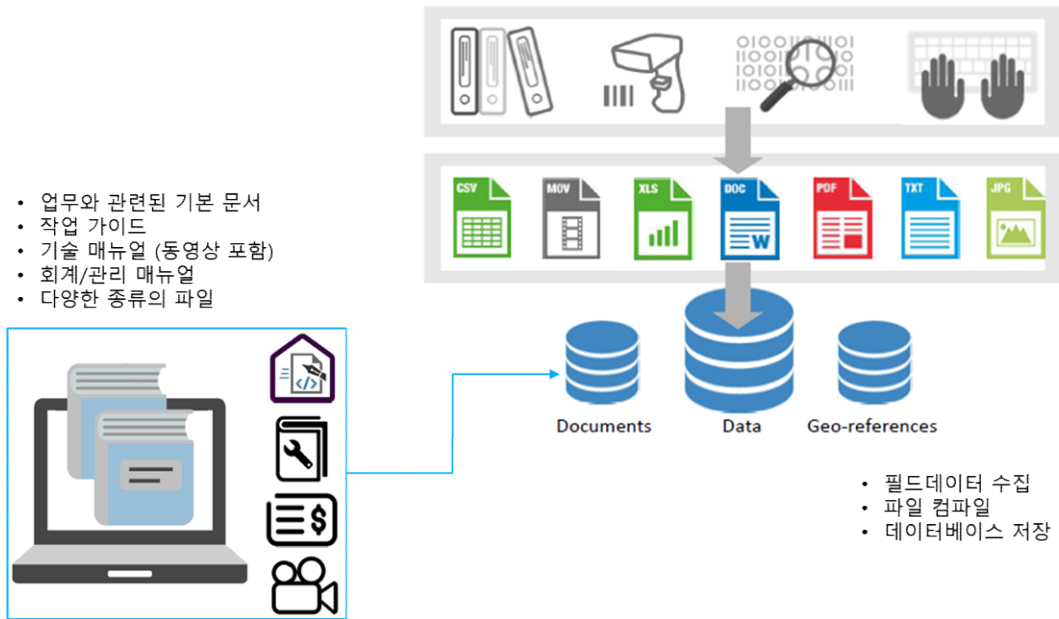 CSV MOV XLS DOC PDF TXT JPG
W
• 업무와 관련된 기본 문서
• 작업 가이드
• 기술 매뉴얼 (동영상 포함)
• 회계/관리 매뉴얼
• 다양한 종류의 파일
</>
$
Documents Data Geo-references
• 필드데이터 수집
• 파일 컴파일
• 데이터베이스 저장